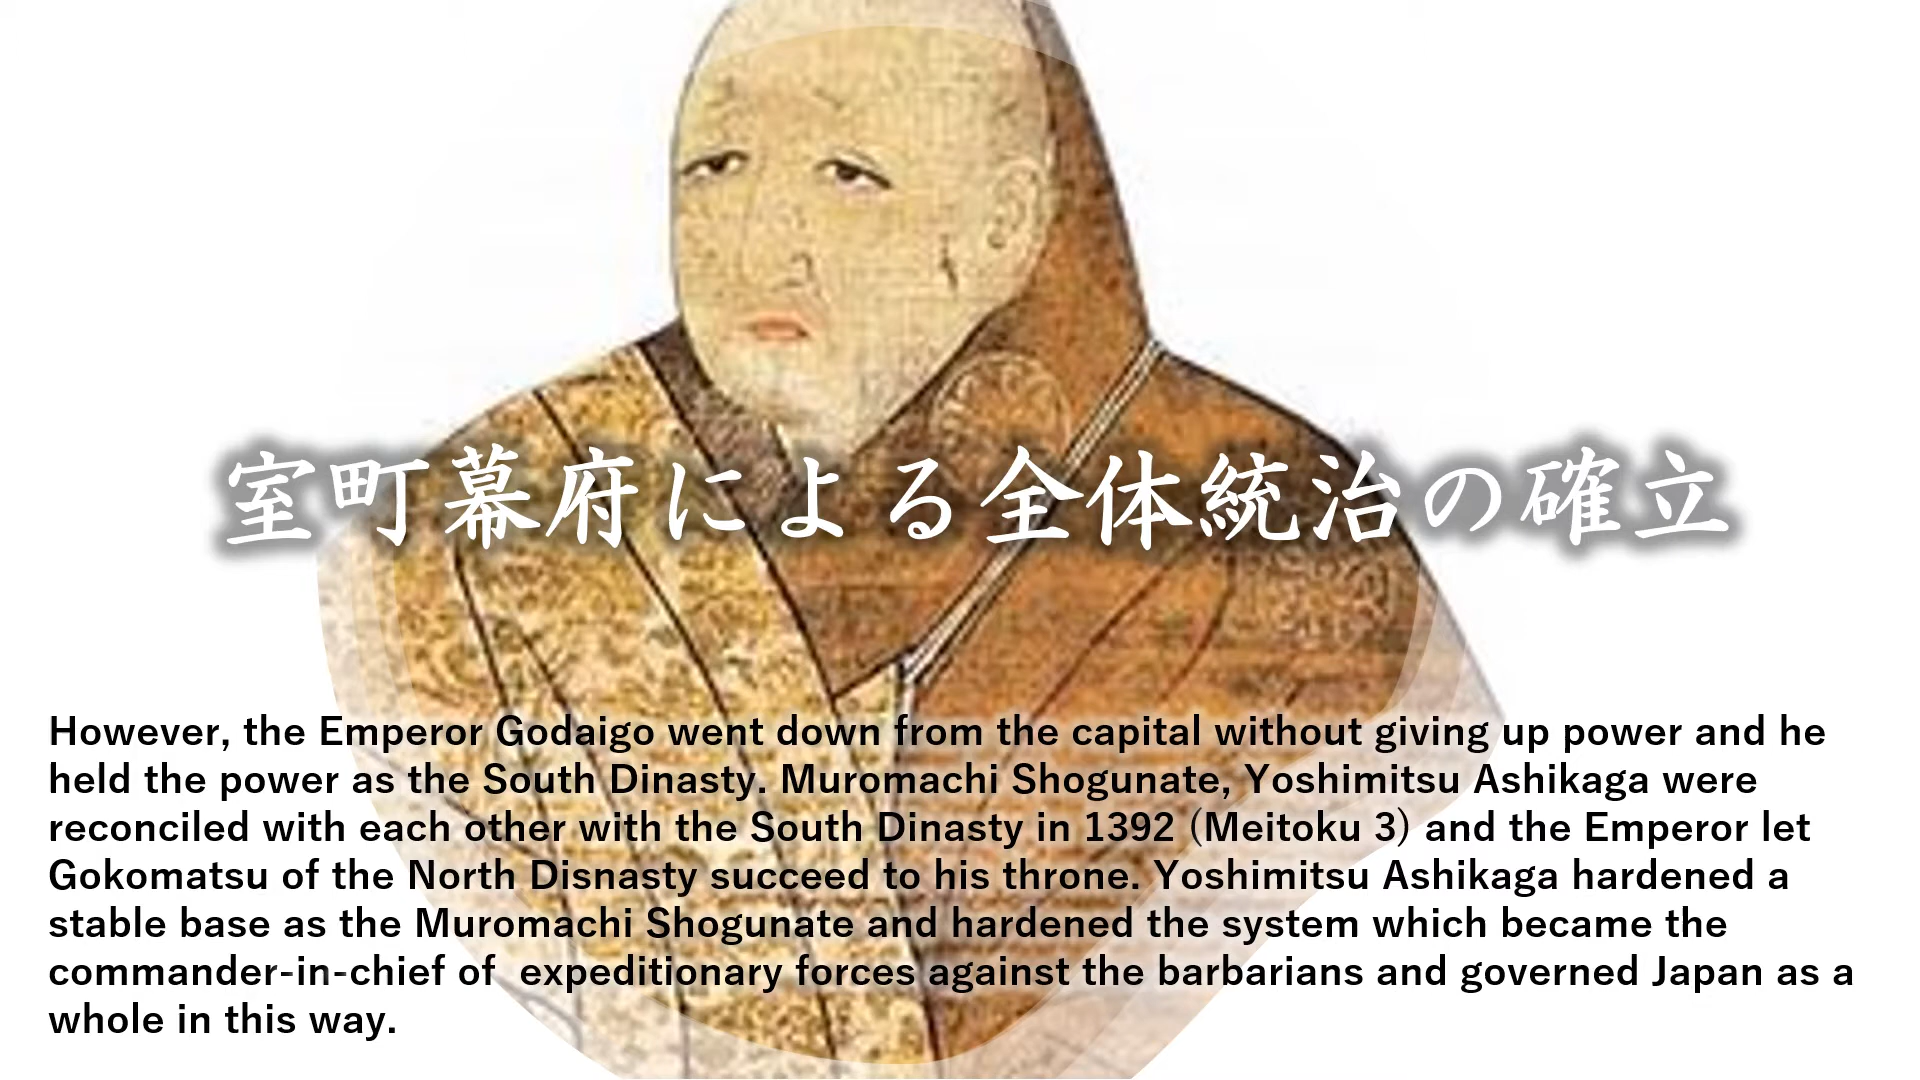 室町幕府による全体統治の確立
However, the Emperor Godaigo went down from the capital without giving up power and he
held the power as the South Dinasty. Muromachi Shogunate, Yoshimitsu Ashikaga were
reconciled with each other with the South Dinasty in 1392 (Meitoku 3) and the Emperor let
Gokomatsu of the North Disnasty succeed to his throne. Yoshimitsu Ashikaga hardened a
stable base as the Muromachi Shogunate and hardened the system which became the
commander-in-chief of  expeditionary forces against the barbarians and governed Japan as a
whole in this way.